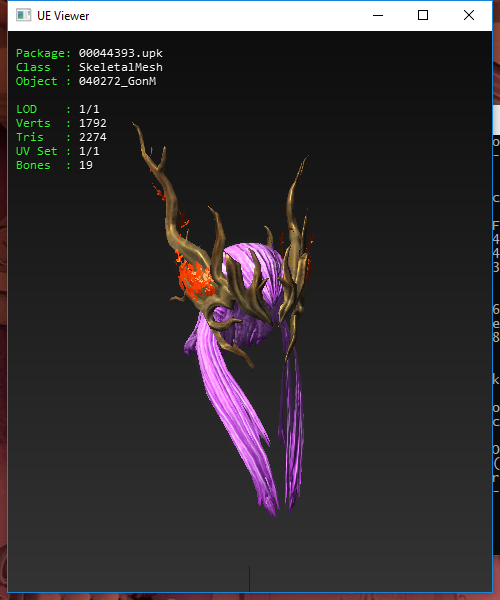 UE Viewer
Package: 00044393.upk
Class  : SkeletalMesh
Object : 040272_GonM
LOD    : 1/1
Verts  : 1792
Tris   : 2274
UV Set : 1/1
Bones  : 19